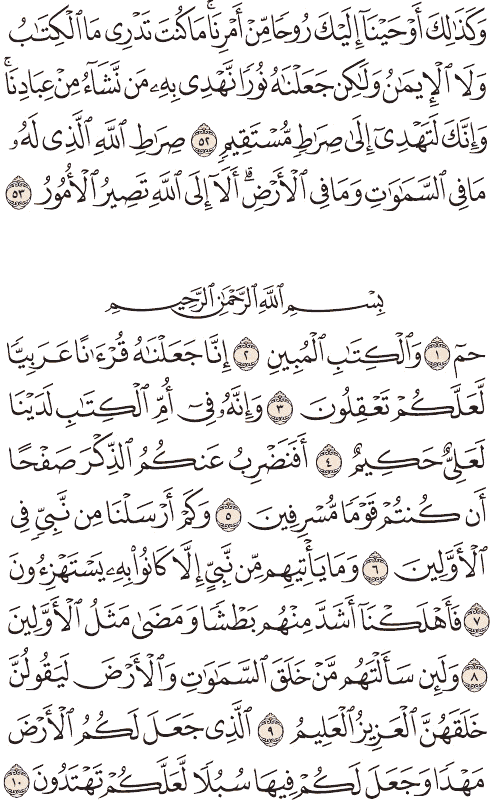 وَكَذَٰلِكَ أَوْحَيْنَآ إِلَيْكَ رُوحًا مِّنْ أَمْرِنَا ۚ مَا كُنتَ تَدْرِى مَا ٱلْكِتَٰبُ
وَلَا ٱلْإِيمَٰنُ وَلَٰكِن جَعَلْنَٰهُ نُورًا نَّهْدِى بِهِۦ مَن نَّشَآءُ مِنْ عِبَادِنَا ۚ
وَإِنَّكَ لَتَهْدِىٓ إِلَىٰ صِرَٰطٍ مُّسْتَقِيمٍ ٥٢ صِرَٰطِ ٱللَّهِ ٱلَّذِى لَهُۥ
مَا فِى ٱلسَّمَٰوَٰتِ وَمَا فِى ٱلْأَرْضِ ۗ أَلَآ إِلَى ٱللَّهِ تَصِيرُ ٱلْأُمُورُ ٥٣
بِسْمِ ٱللَّهِ ٱلرَّحْمَٰنِ ٱلرَّحِيمِ
حمٓ ١ وَٱلْكِتَٰبِ ٱلْمُبِينِ ٢ إِنَّا جَعَلْنَٰهُ قُرْءَٰنًا عَرَبِيًّا
لَّعَلَّكُمْ تَعْقِلُونَ ٣ وَإِنَّهُۥ فِىٓ أُمِّ ٱلْكِتَٰبِ لَدَيْنَا
لَعَلِىٌّ حَكِيمٌ ٤ أَفَنَضْرِبُ عَنكُمُ ٱلذِّكْرَ صَفْحًا
أَن كُنتُمْ قَوْمًا مُّسْرِفِينَ ٥ وَكَمْ أَرْسَلْنَا مِن نَّبِىٍّ فِى
ٱلْأَوَّلِينَ ٦ وَمَا يَأْتِيهِم مِّن نَّبِىٍّ إِلَّا كَانُوا۟ بِهِۦ يَسْتَهْزِءُونَ
٧ فَأَهْلَكْنَآ أَشَدَّ مِنْهُم بَطْشًا وَمَضَىٰ مَثَلُ ٱلْأَوَّلِينَ
٨ وَلَئِن سَأَلْتَهُم مَّنْ خَلَقَ ٱلسَّمَٰوَٰتِ وَٱلْأَرْضَ لَيَقُولُنَّ
خَلَقَهُنَّ ٱلْعَزِيزُ ٱلْعَلِيمُ ٩ ٱلَّذِى جَعَلَ لَكُمُ ٱلْأَرْضَ
مَهْدًا وَجَعَلَ لَكُمْ فِيهَا سُبُلًا لَّعَلَّكُمْ تَهْتَدُونَ ١٠